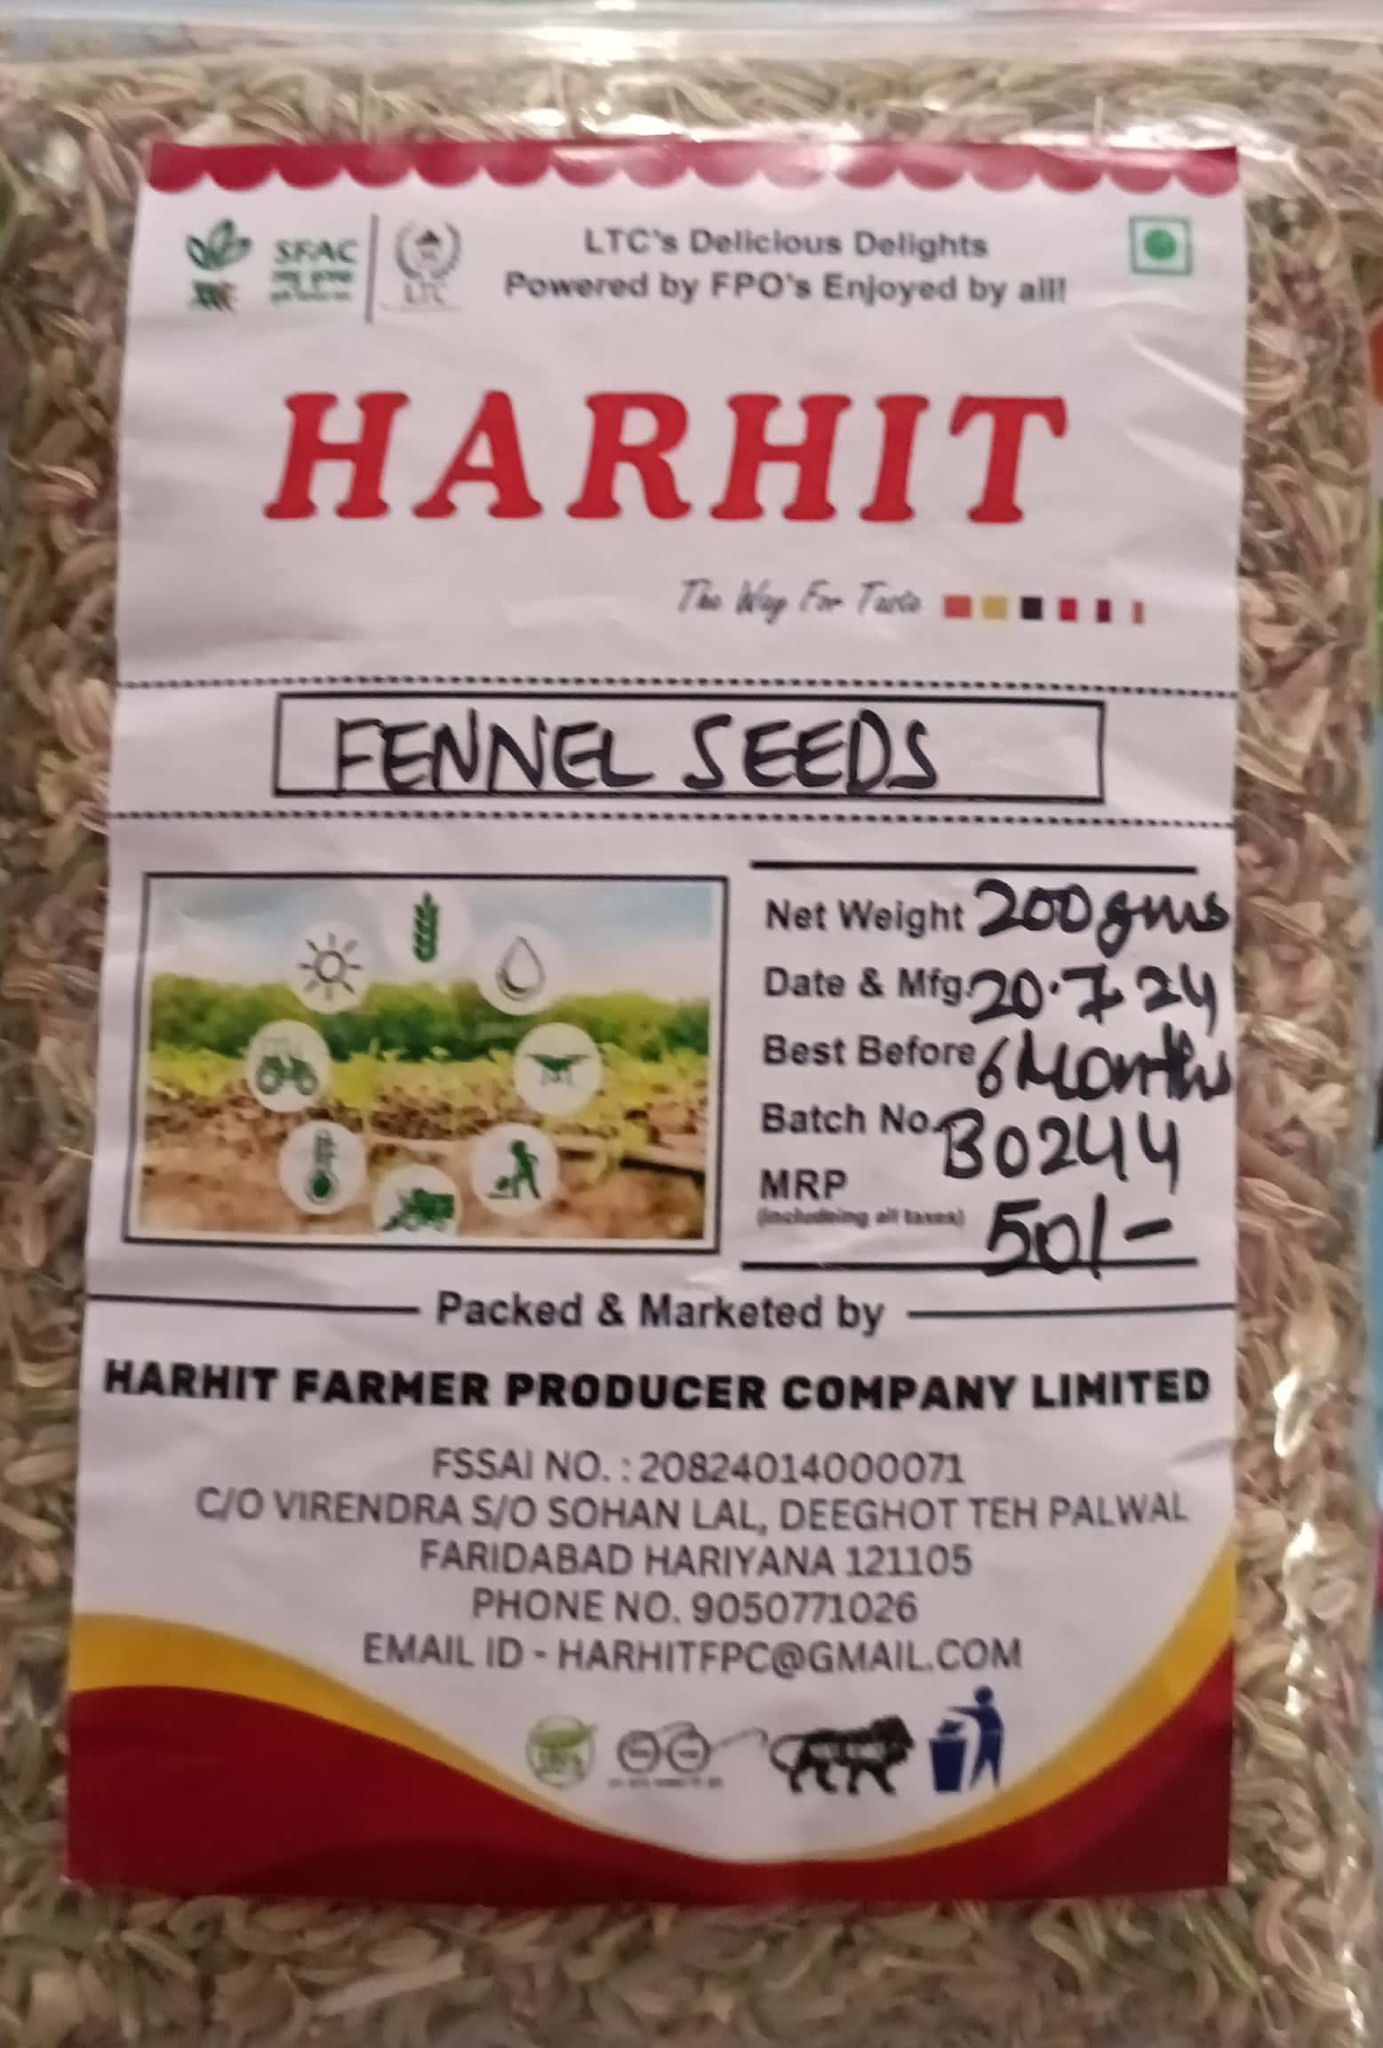 SFAC
LTC
LTC's Delicious Delights
Powered by FPO's Enjoyed by all!
HARHIT
The Way For Taste
FENNEL SEEDS
Net Weight 200 gms
Date & Mfg. 20.7.24
Best Before 6 Months
Batch No. B0244
MRP 50/-
(includeing all taxes)
Packed & Marketed by
HARHIT FARMER PRODUCER COMPANY LIMITED
FSSAI NO. : 20824014000071
C/O VIRENDRA S/O SOHAN LAL, DEEGHOT TEH PALWAL
FARIDABAD HARIYANA 121105
PHONE NO. 9050771026
EMAIL ID - HARHITFPC@GMAIL.COM